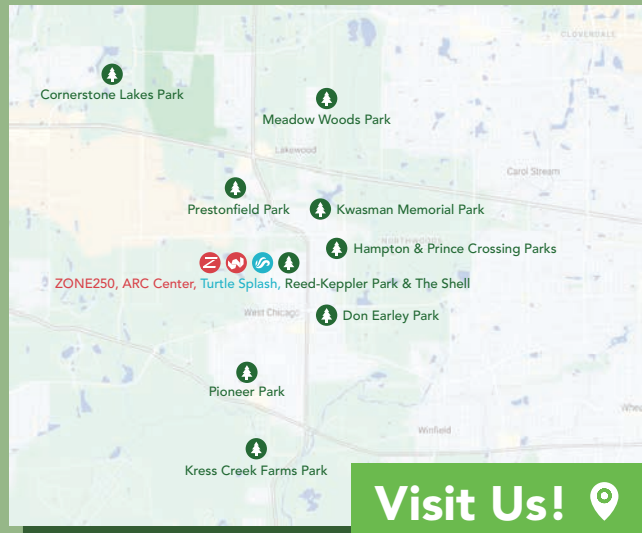 CLOVERDALE
Cornerstone Lakes Park
Meadow Woods Park
Lakewood
Carol Stream
Prestonfield Park
Kwasman Memorial Park
NORTHWOODS
Hampton & Prince Crossing Parks
ZONE250, ARC Center, Turtle Splash, Reed-Keppler Park & The Shell
West Chicago
Don Earley Park
Pioneer Park
Whe
Winfield
Kress Creek Farms Park
Visit Us!